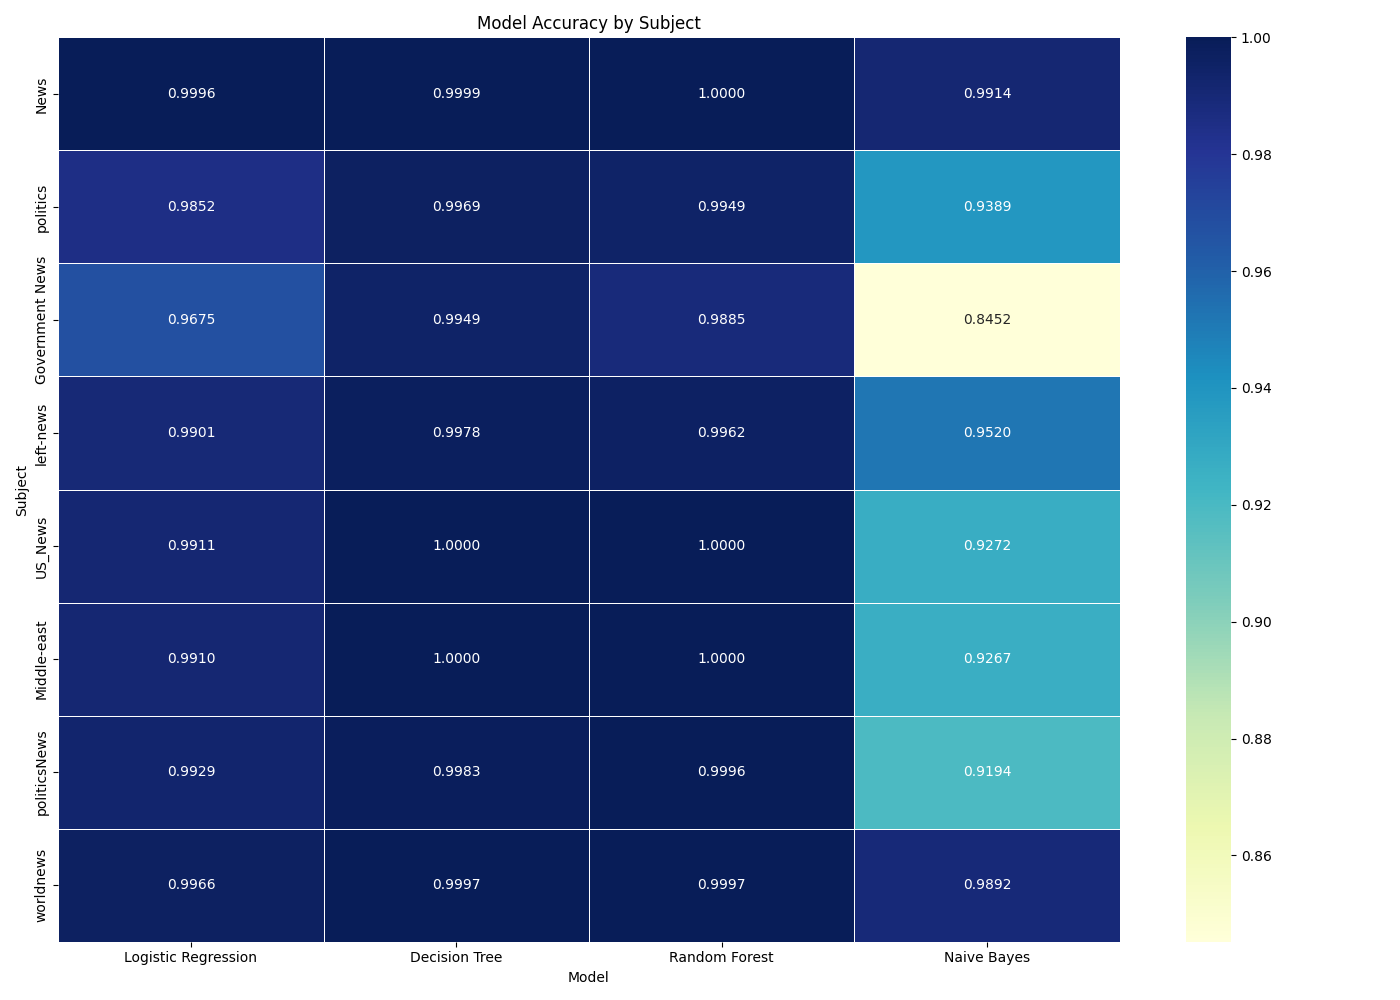 Model Accuracy by Subject
News 0.9996 0.9999 1.0000 0.9914
politics 0.9852 0.9969 0.9949 0.9389
Government News 0.9675 0.9949 0.9885 0.8452
left-news 0.9901 0.9978 0.9962 0.9520
Subject
US_News 0.9911 1.0000 1.0000 0.9272
Middle-east 0.9910 1.0000 1.0000 0.9267
politicsNews 0.9929 0.9983 0.9996 0.9194
worldnews 0.9966 0.9997 0.9997 0.9892
Logistic Regression Decision Tree Random Forest Naive Bayes
Model
1.00
0.98
0.96
0.94
0.92
0.90
0.88
0.86